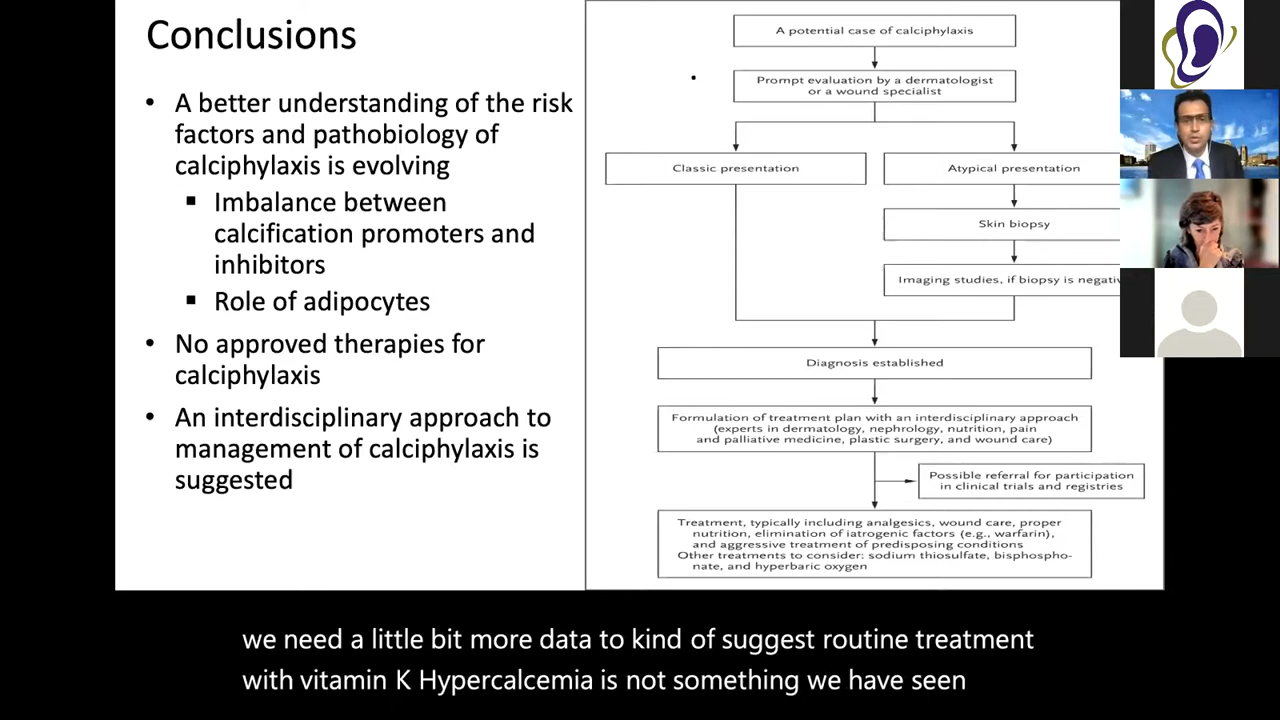 Conclusions
• A better understanding of the risk
factors and pathobiology of
calciphylaxis is evolving
▪ Imbalance between
calcification promoters and
inhibitors
▪ Role of adipocytes
• No approved therapies for
calciphylaxis
• An interdisciplinary approach to
management of calciphylaxis is
suggested
A potential case of calciphylaxis
Prompt evaluation by a dermatologist
or a wound specialist
Classic presentation
Atypical presentation
Skin biopsy
Imaging studies, if biopsy is negativ
Diagnosis established
Formulation of treatment plan with an interdisciplinary approach
(experts in dermatology, nephrology, nutrition, pain
and palliative medicine, plastic surgery, and wound care)
Possible referral for participation
in clinical trials and registries
Treatment, typically including analgesics, wound care, proper
nutrition, elimination of iatrogenic factors (e.g., warfarin),
and aggressive treatment of predisposing conditions
Other treatments to consider: sodium thiosulfate, bisphospho-
nate, and hyperbaric oxygen
we need a little bit more data to kind of suggest routine treatment
with vitamin K Hypercalcemia is not something we have seen